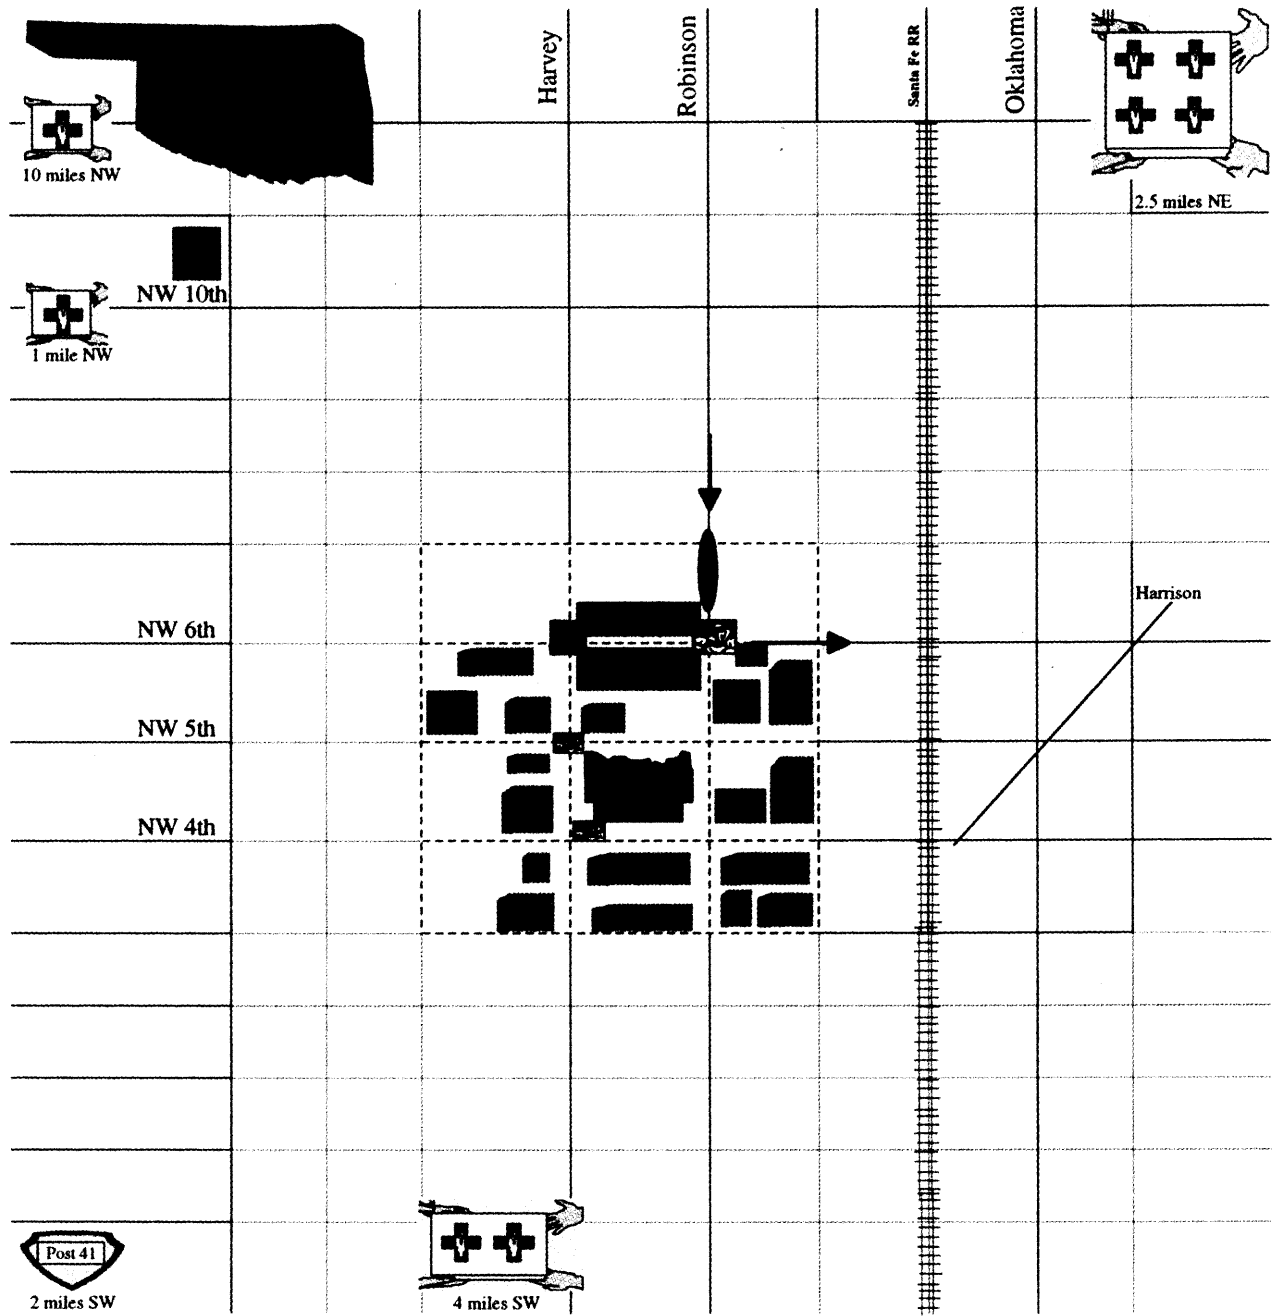 Harvey
Robinson
Santa Fe RR
Oklahoma
10 miles NW
2.5 miles NE
NW 10th
1 mile NW
Harrison
NW 6th
NW 5th
NW 4th
Post 41
2 miles SW
4 miles SW